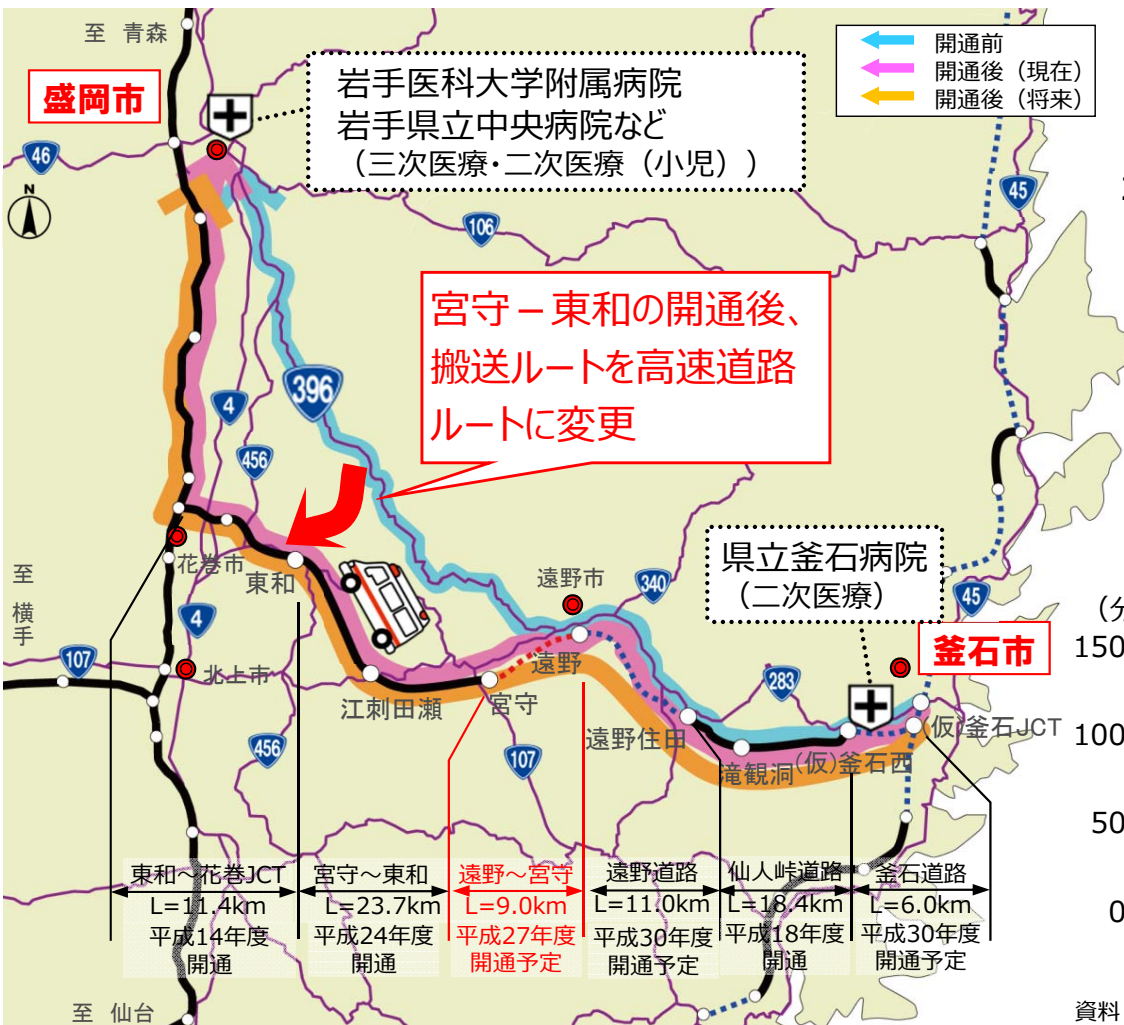 至 青森
盛岡市
岩手医科大学附属病院
岩手県立中央病院など
（三次医療・二次医療（小児））
開通前
開通後（現在）
開通後（将来）
46
N
106
45
宮守－東和の開通後、
搬送ルートを高速道路
ルートに変更
396
4
456
花巻市
東和
至
横
手
4
107
北上市
遠野市
340
県立釜石病院
（二次医療）
45
釜石市
(分
150
江刺田瀬
宮守
遠野
遠野住田
283
滝観洞
(仮)釜石西
(仮)釜石JCT
100
456
107
50
東和～花巻JCT
L=11.4km
平成14年度
開通
宮守～東和
L=23.7km
平成24年度
開通
遠野～宮守
L=9.0km
平成27年度
開通予定
遠野道路
L=11.0km
平成30年度
開通予定
仙人峠道路
L=18.4km
平成18年度
開通
釜石道路
L=6.0km
平成30年度
開通予定
0
至 仙台
資料